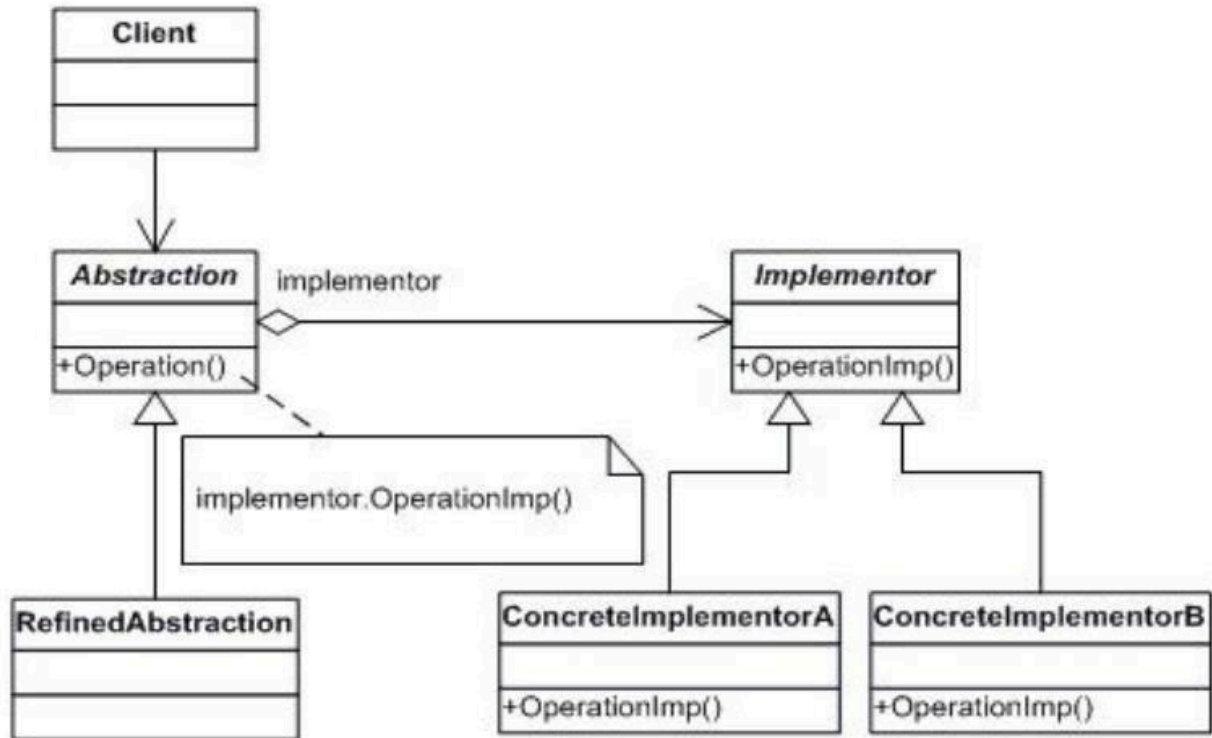 Client
Abstraction
implementor
Implementor
+Operation()
+OperationImp()
implementor.OperationImp()
RefinedAbstraction
ConcreteImplementorA
ConcreteImplementorB
+OperationImp()
+OperationImp()